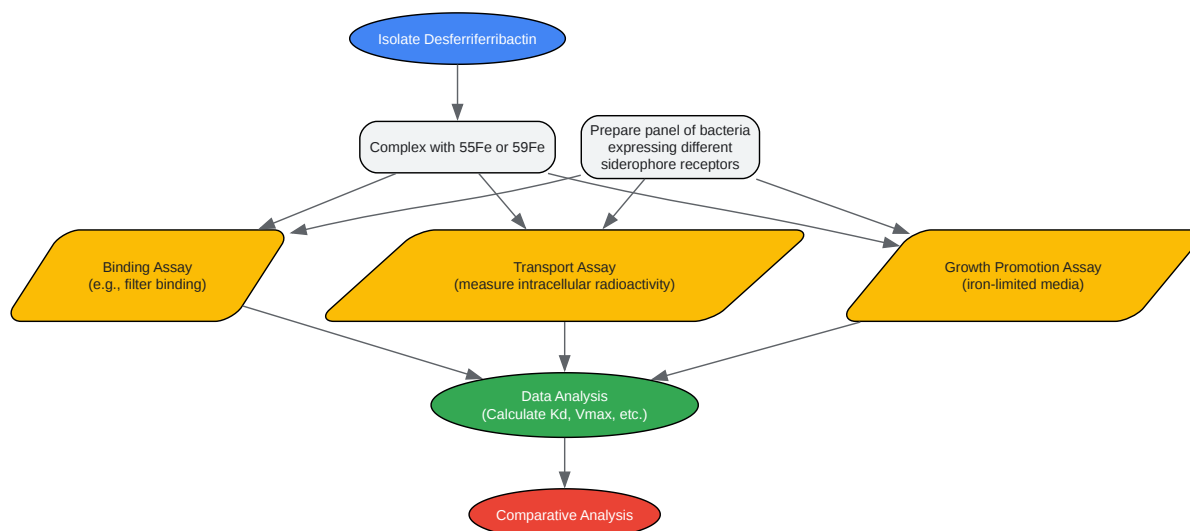 Isolate Desferriferribactin
Complex with 55Fe or 59Fe
Prepare panel of bacteria
expressing different
siderophore receptors
Binding Assay
(e.g., filter binding)
Transport Assay
(measure intracellular radioactivity)
Growth Promotion Assay
(iron-limited media)
Data Analysis
(Calculate Kd, Vmax, etc.)
Comparative Analysis